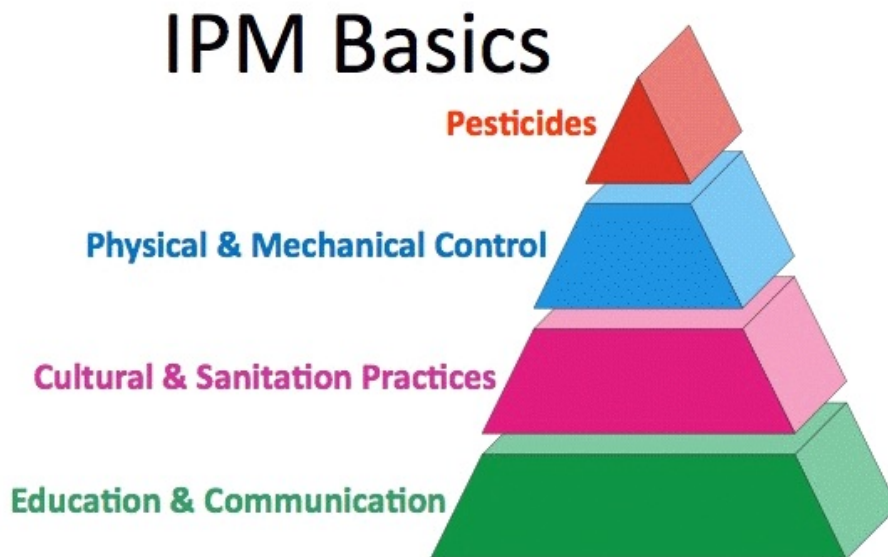 IPM Basics
Pesticides
Physical & Mechanical Control
Cultural & Sanitation Practices
Education & Communication